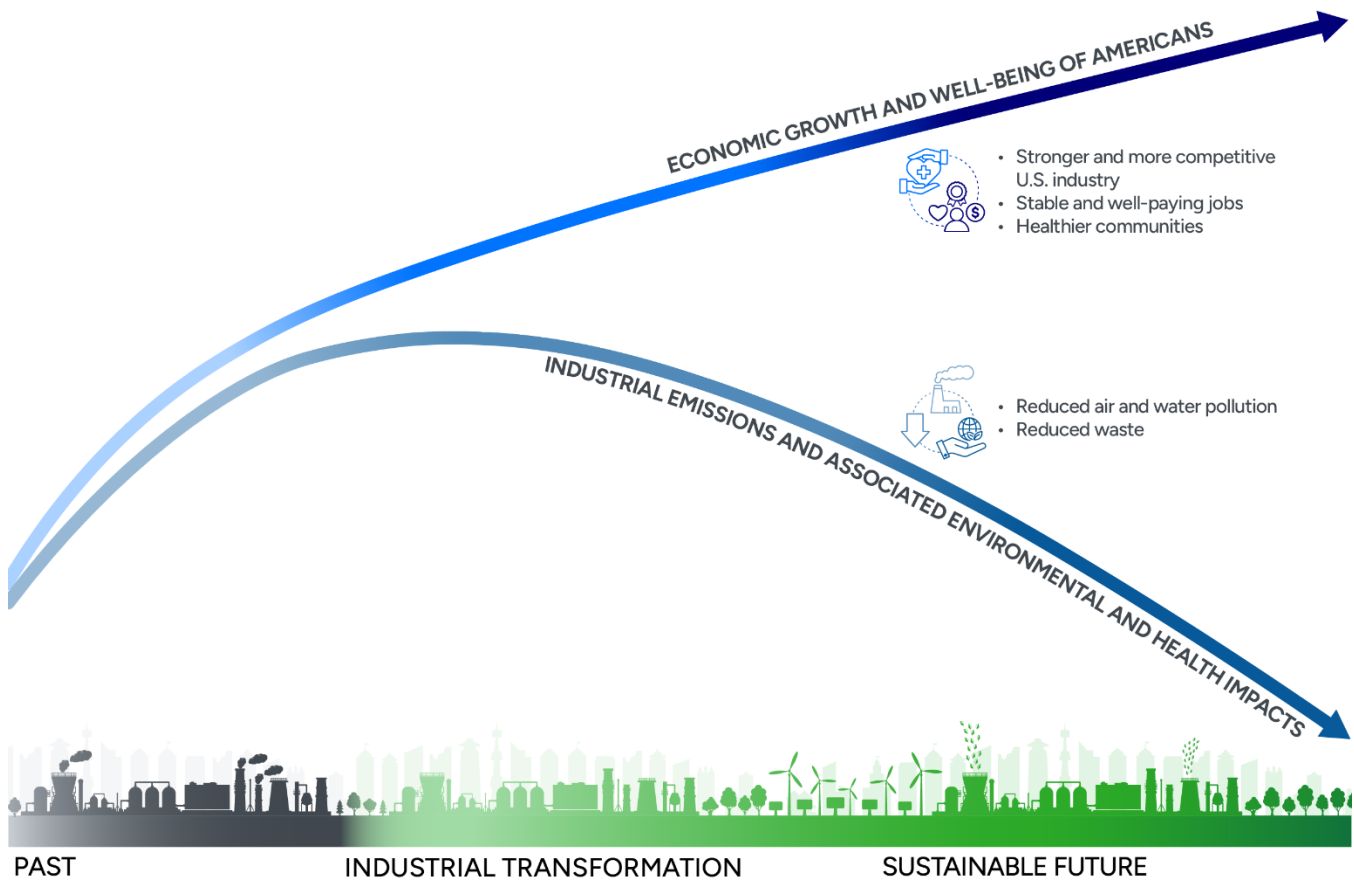 ECONOMIC GROWTH AND WELL-BEING OF AMERICANS
• Stronger and more competitive
U.S. industry
• Stable and well-paying jobs
• Healthier communities
$
INDUSTRIAL EMISSIONS AND ASSOCIATED ENVIRONMENTAL AND HEALTH IMPACTS
• Reduced air and water pollution
• Reduced waste
PAST
INDUSTRIAL TRANSFORMATION
SUSTAINABLE FUTURE